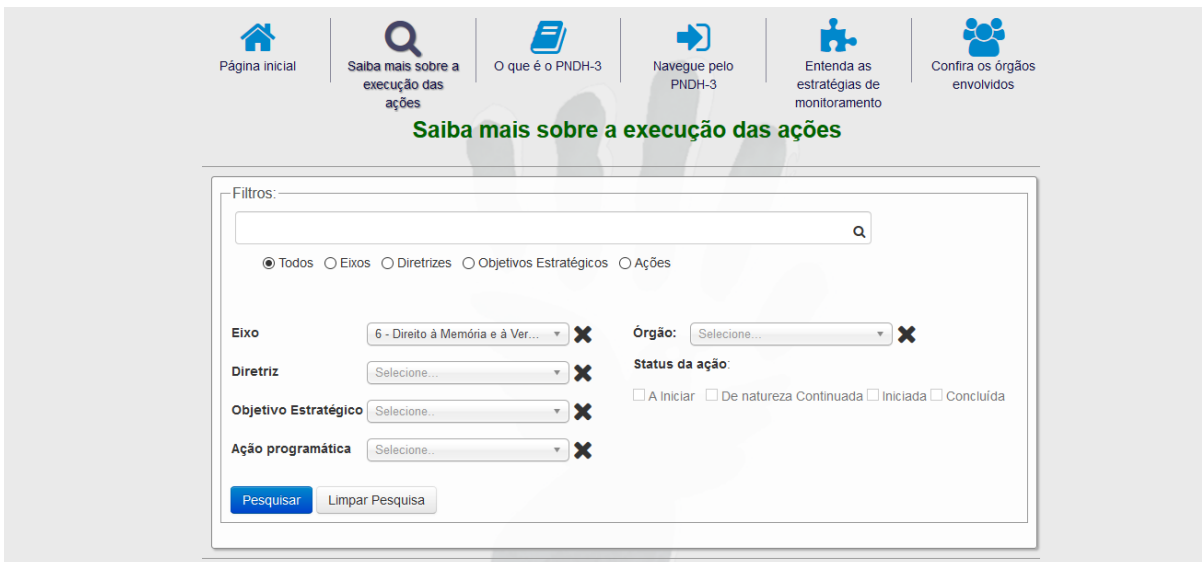 Página inicial
Saiba mais sobre a
execução das
ações
O que é o PNDH-3
Navegue pelo
PNDH-3
Entenda as
estratégias de
monitoramento
Confira os órgãos
envolvidos
Saiba mais sobre a execução das ações
Filtros:
Todos Eixos Diretrizes Objetivos Estratégicos Ações
Eixo 6 - Direito à Memória e à Ver...
Diretriz Selecione...
Objetivo Estratégico Selecione..
Ação programática Selecione..
Órgão: Selecione...
Status da ação:
A Iniciar De natureza Continuada Iniciada Concluída
Pesquisar Limpar Pesquisa